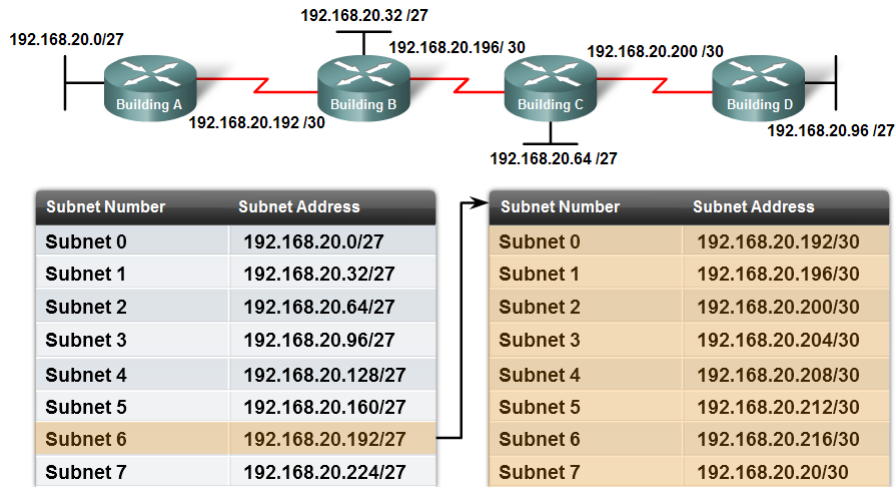 192.168.20.32 /27
192.168.20.0/27
192.168.20.196/ 30
192.168.20.200 /30
Building A
Building B
Building C
Building D
192.168.20.192 /30
192.168.20.96 /27
192.168.20.64 /27
Subnet Number Subnet Address
Subnet 0 192.168.20.0/27
Subnet 1 192.168.20.32/27
Subnet 2 192.168.20.64/27
Subnet 3 192.168.20.96/27
Subnet 4 192.168.20.128/27
Subnet 5 192.168.20.160/27
Subnet 6 192.168.20.192/27
Subnet 7 192.168.20.224/27
Subnet Number Subnet Address
Subnet 0 192.168.20.192/30
Subnet 1 192.168.20.196/30
Subnet 2 192.168.20.200/30
Subnet 3 192.168.20.204/30
Subnet 4 192.168.20.208/30
Subnet 5 192.168.20.212/30
Subnet 6 192.168.20.216/30
Subnet 7 192.168.20.20/30